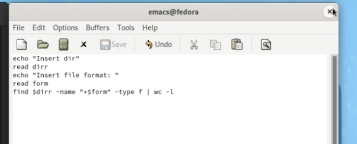 emacs@fedora
File Edit Options Buffers Tools Help
Save Undo
echo "Insert dir"
read dirr
echo "Insert file format: "
read form
find $dirr -name "*$form" -type f | wc -l